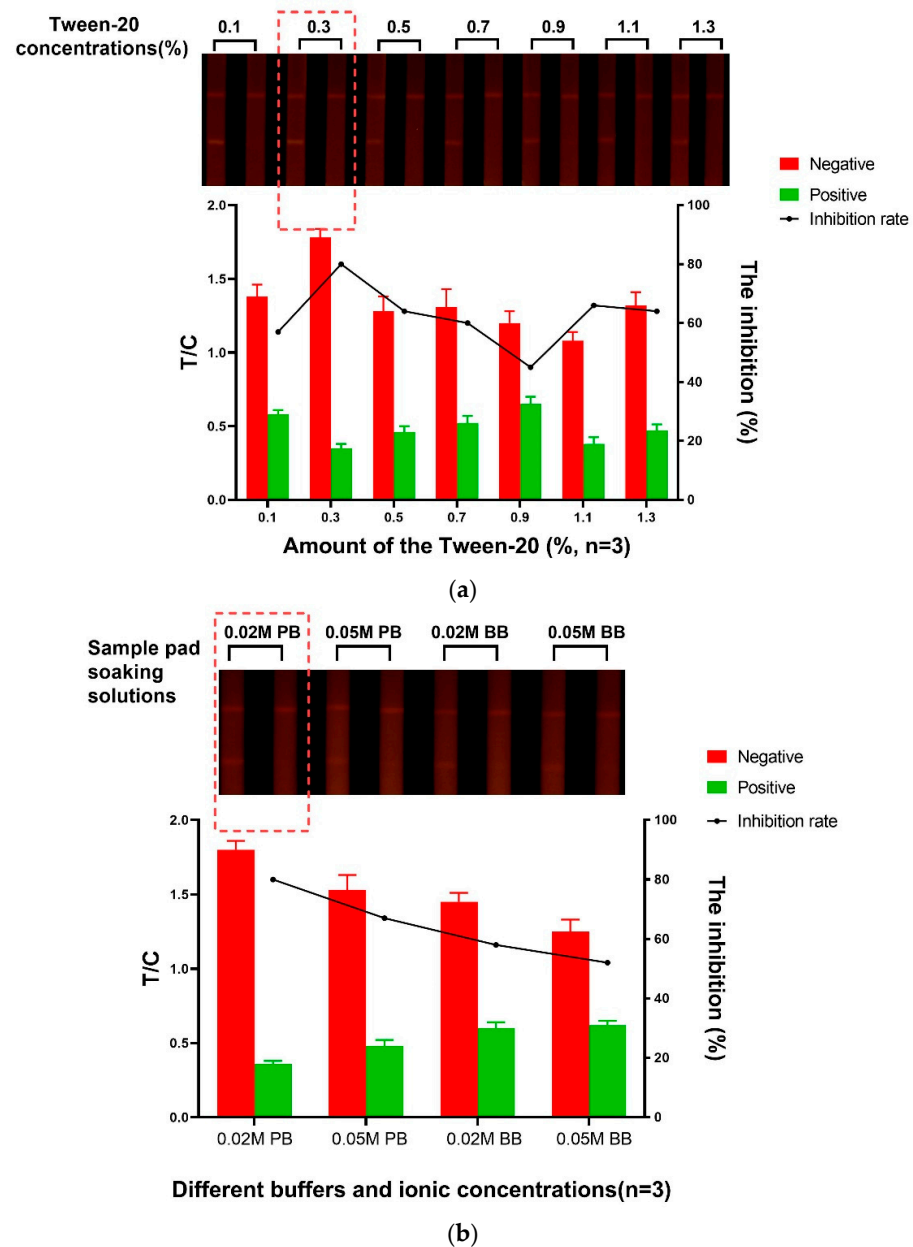 Tween-20
concentrations(%)
0.1 0.3 0.5 0.7 0.9 1.1 1.3
Negative
Positive
Inhibition rate
2.0
1.5
1.0
0.5
0.0
T/C
100
80
60
40
20
0
The inhibition (%)
0.1 0.3 0.5 0.7 0.9 1.1 1.3
Amount of the Tween-20 (%, n=3)
(a)
Sample pad
soaking
solutions
0.02M PB 0.05M PB 0.02M BB 0.05M BB
Negative
Positive
Inhibition rate
2.0
1.5
1.0
0.5
0.0
T/C
100
80
60
40
20
0
The inhibition (%)
0.02M PB 0.05M PB 0.02M BB 0.05M BB
Different buffers and ionic concentrations(n=3)
(b)